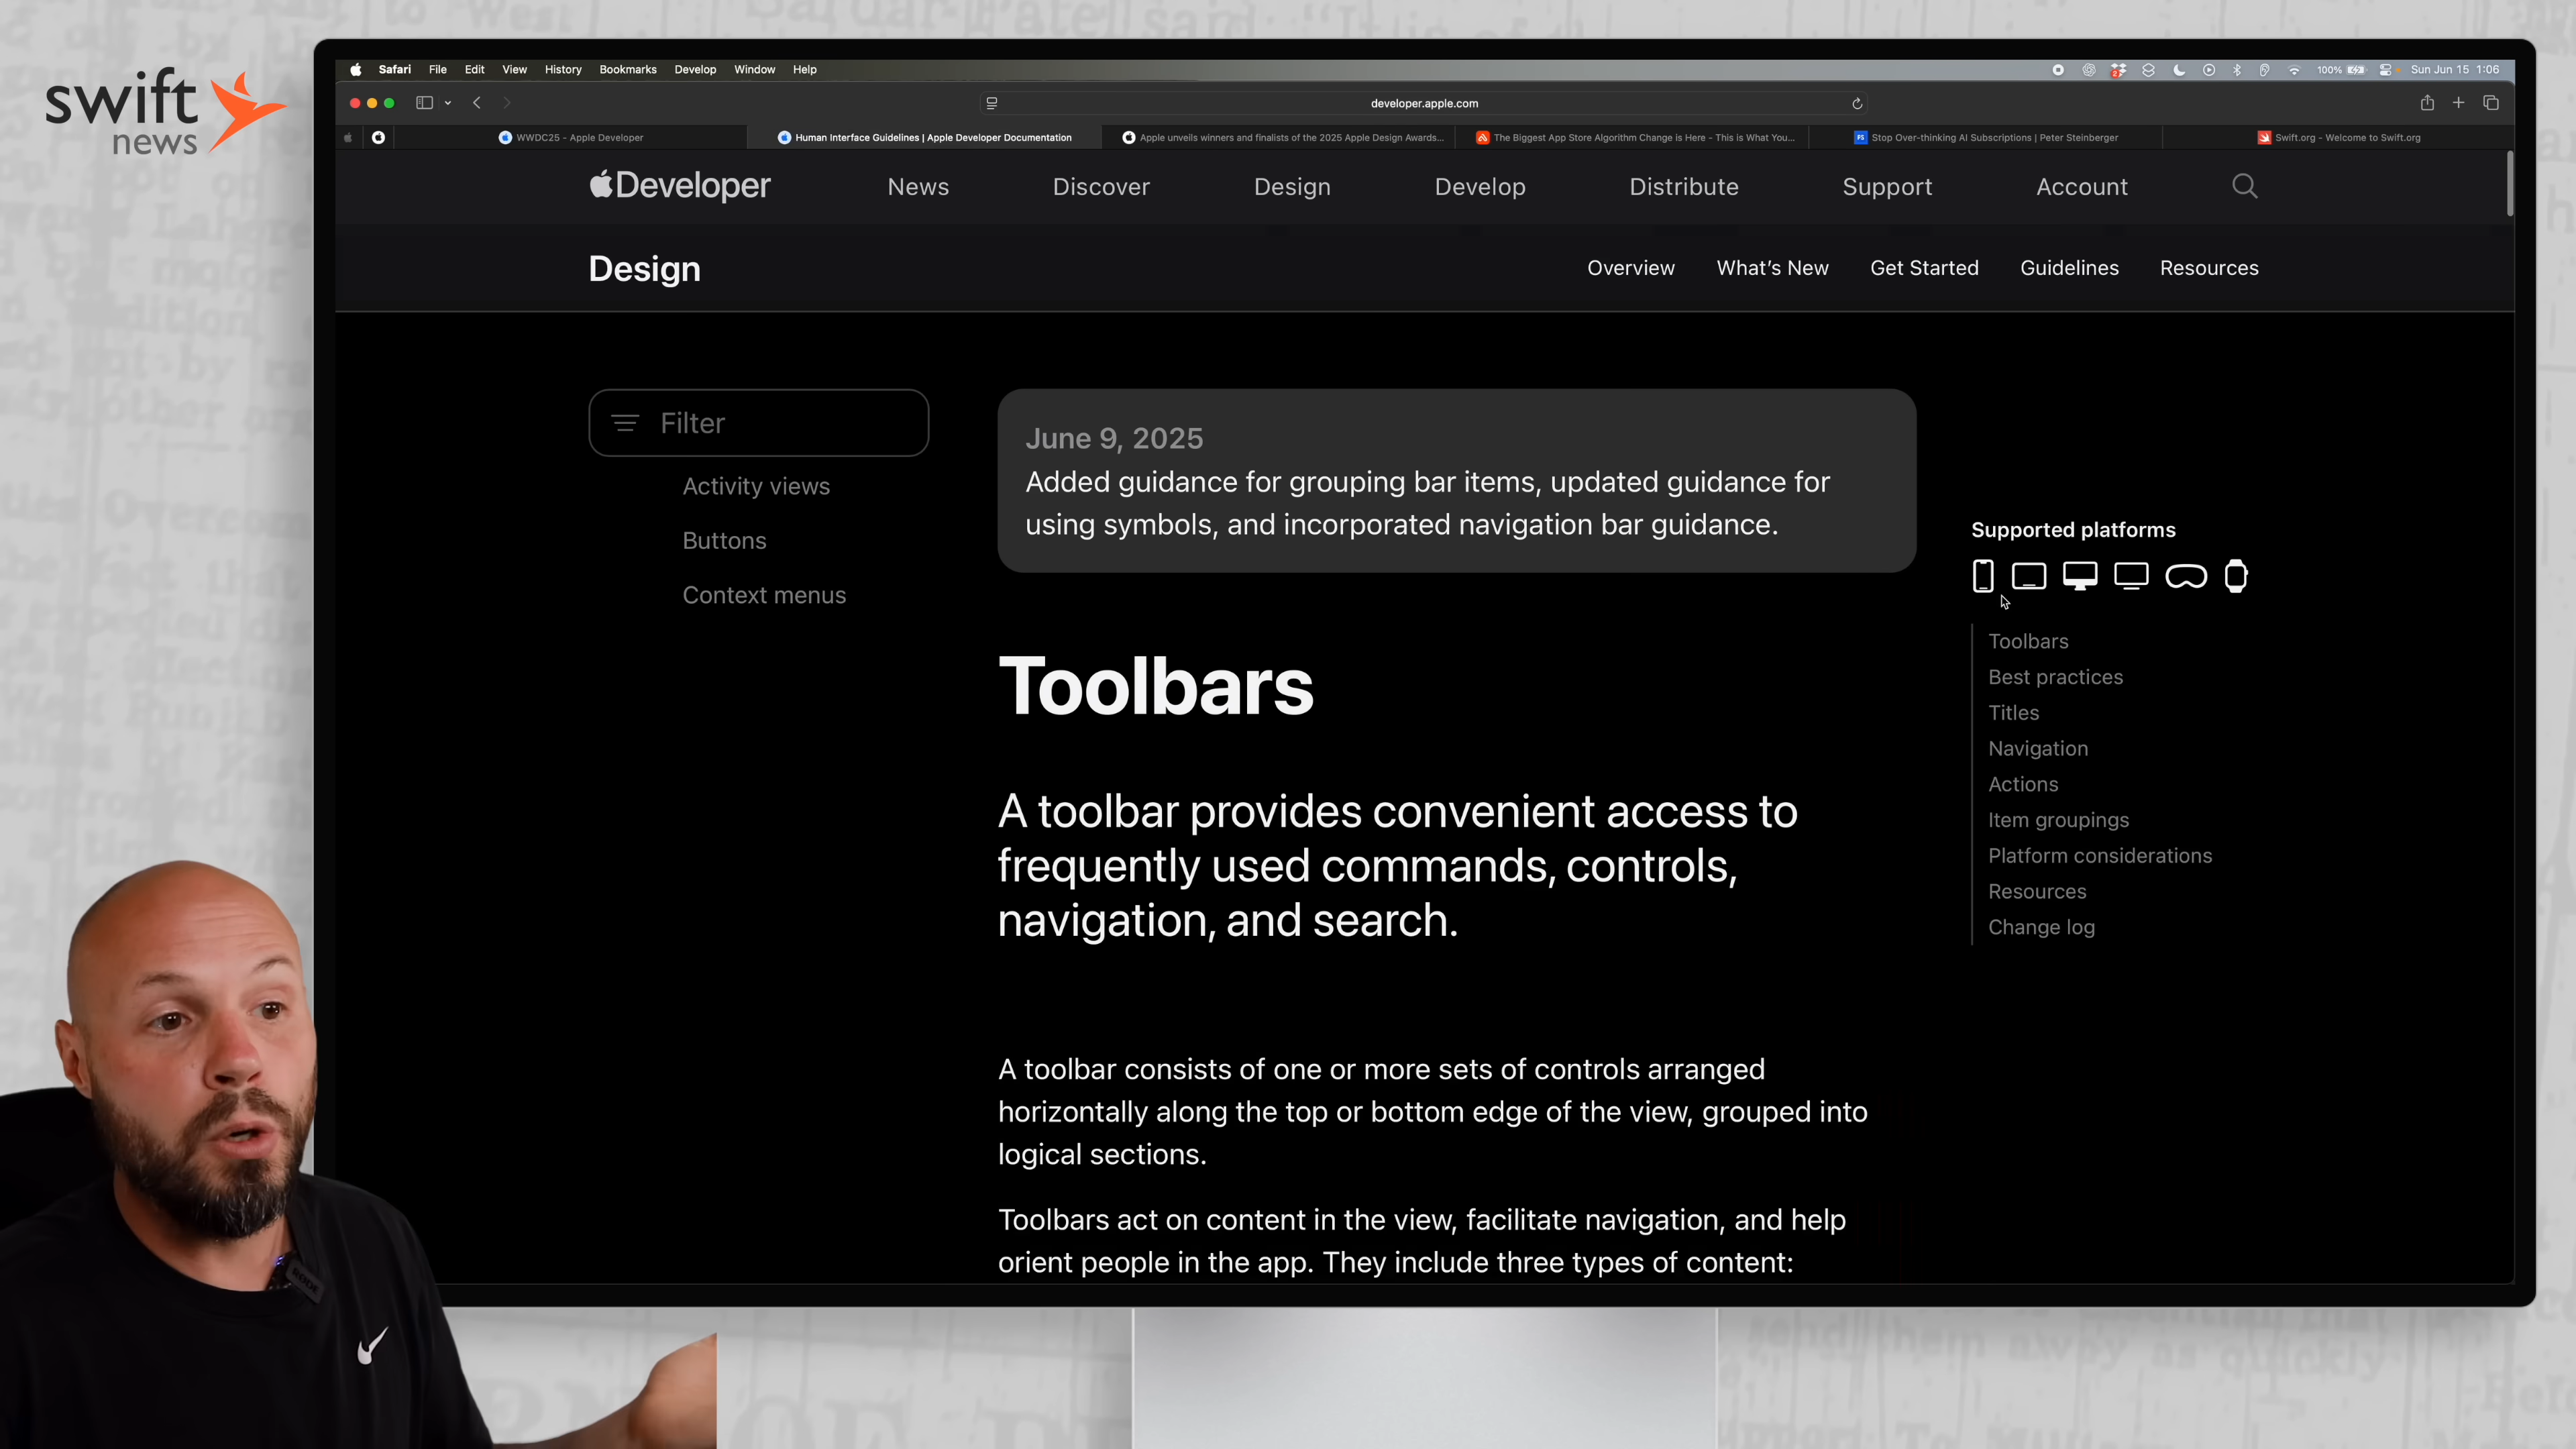 swift
news
Safari File Edit View History Bookmarks Develop Window Help
100% Sun Jun 15 1:06
developer.apple.com
WWDC25 - Apple Developer
Human Interface Guidelines | Apple Developer Documentation
Apple unveils winners and finalists of the 2025 Apple Design Awards...
The Biggest App Store Algorithm Change is Here - This is What You...
Stop Over-thinking AI Subscriptions | Peter Steinberger
Swift.org - Welcome to Swift.org
Developer News Discover Design Develop Distribute Support Account
Design Overview What's New Get Started Guidelines Resources
Filter
Activity views
Buttons
Context menus
June 9, 2025
Added guidance for grouping bar items, updated guidance for
using symbols, and incorporated navigation bar guidance.
Toolbars
A toolbar provides convenient access to
frequently used commands, controls,
navigation, and search.
A toolbar consists of one or more sets of controls arranged
horizontally along the top or bottom edge of the view, grouped into
logical sections.
Toolbars act on content in the view, facilitate navigation, and help
orient people in the app. They include three types of content:
Supported platforms
Toolbars
Best practices
Titles
Navigation
Actions
Item groupings
Platform considerations
Resources
Change log